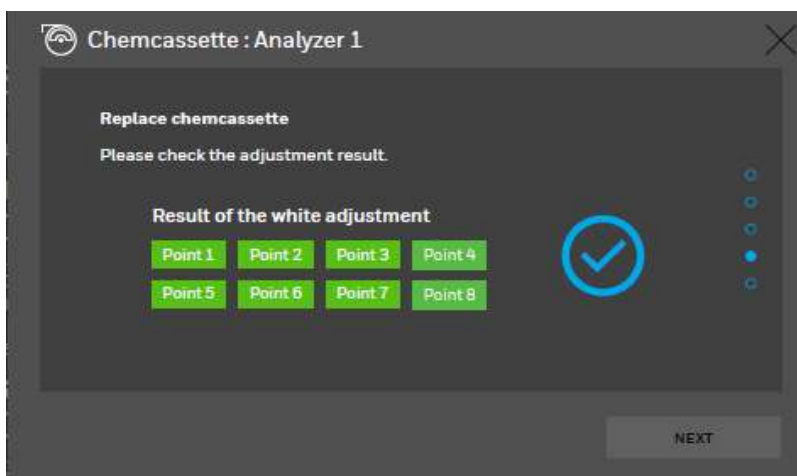 Chemcassette : Analyzer 1
Replace chemcassette
Please check the adjustment result.
Result of the white adjustment
Point 1 Point 2 Point 3 Point 4
Point 5 Point 6 Point 7 Point 8
NEXT